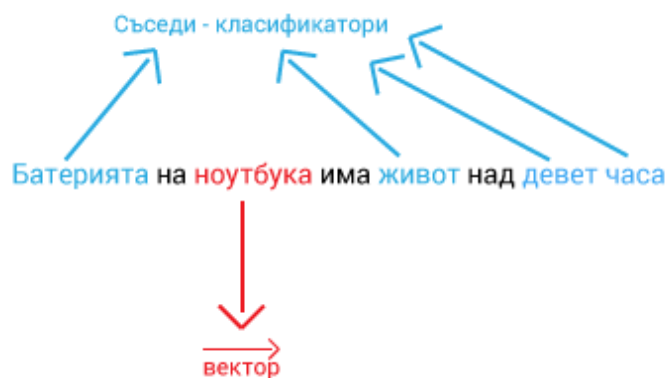 Съседи - класификатори
Батерията на ноутбука има живот над девет часа
вектор